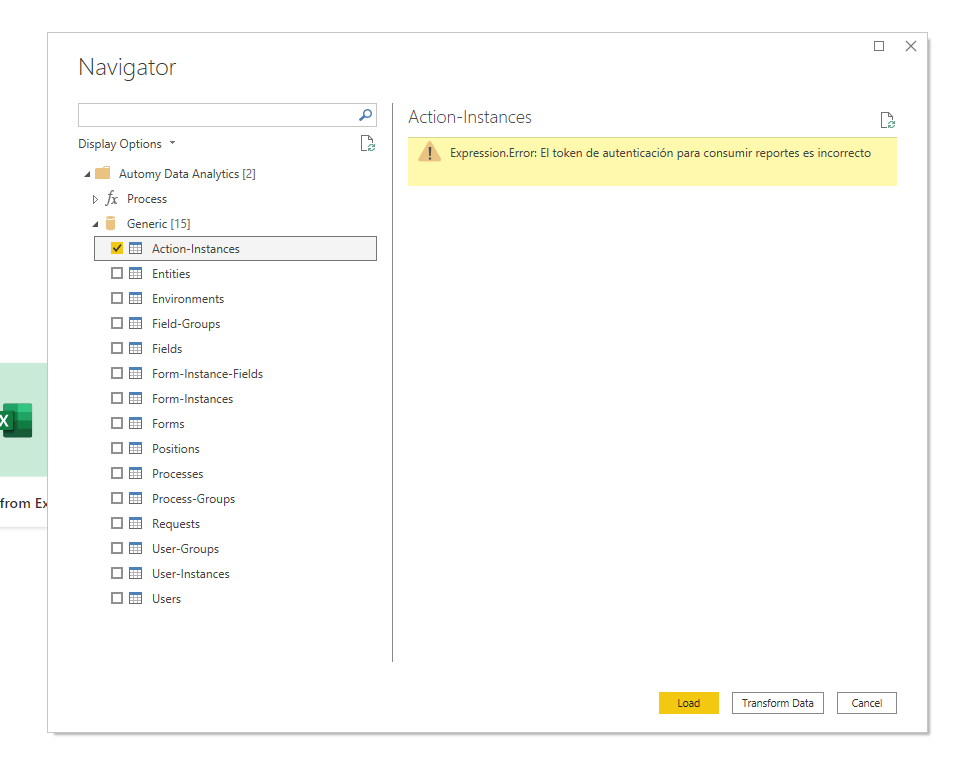 Navigator
Display Options
Automy Data Analytics [2]
fx Process
Generic [15]
Action-Instances
Entities
Environments
Field-Groups
Fields
Form-Instance-Fields
Form-Instances
Forms
Positions
Processes
Process-Groups
Requests
User-Groups
User-Instances
Users
Action-Instances
Expression.Error: El token de autenticación para consumir reportes es incorrecto
Load
Transform Data
Cancel
X
from Ex